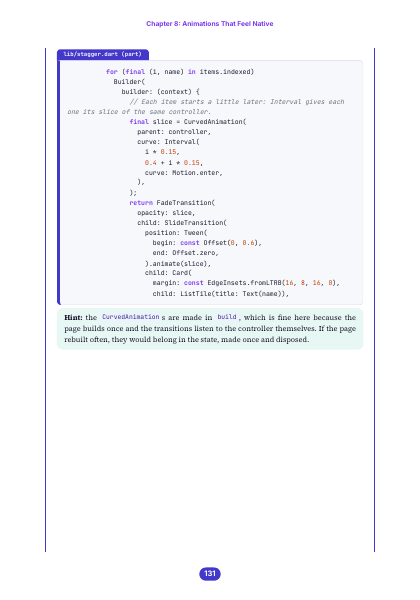 Chapter 8: Animations That Feel Native
lib/stagger.dart (part)
for (final (i, name) in items.indexed)
Builder(
builder: (context) {
// Each item starts a little later: Interval gives each
one its slice of the same controller.
final slice = CurvedAnimation(
parent: controller,
curve: Interval(
i * 0.15,
0.4 + i * 0.15,
curve: Motion.enter,
),
);
return FadeTransition(
opacity: slice,
child: SlideTransition(
position: Tween(
begin: const Offset(0, 0.6),
end: Offset.zero,
).animate(slice),
child: Card(
margin: const EdgeInsets.fromLTRB(16, 8, 16, 0),
child: ListTile(title: Text(name)),
Hint: the CurvedAnimation s are made in build, which is fine here because the
page builds once and the transitions listen to the controller themselves. If the page
rebuilt often, they would belong in the state, made once and disposed.
131